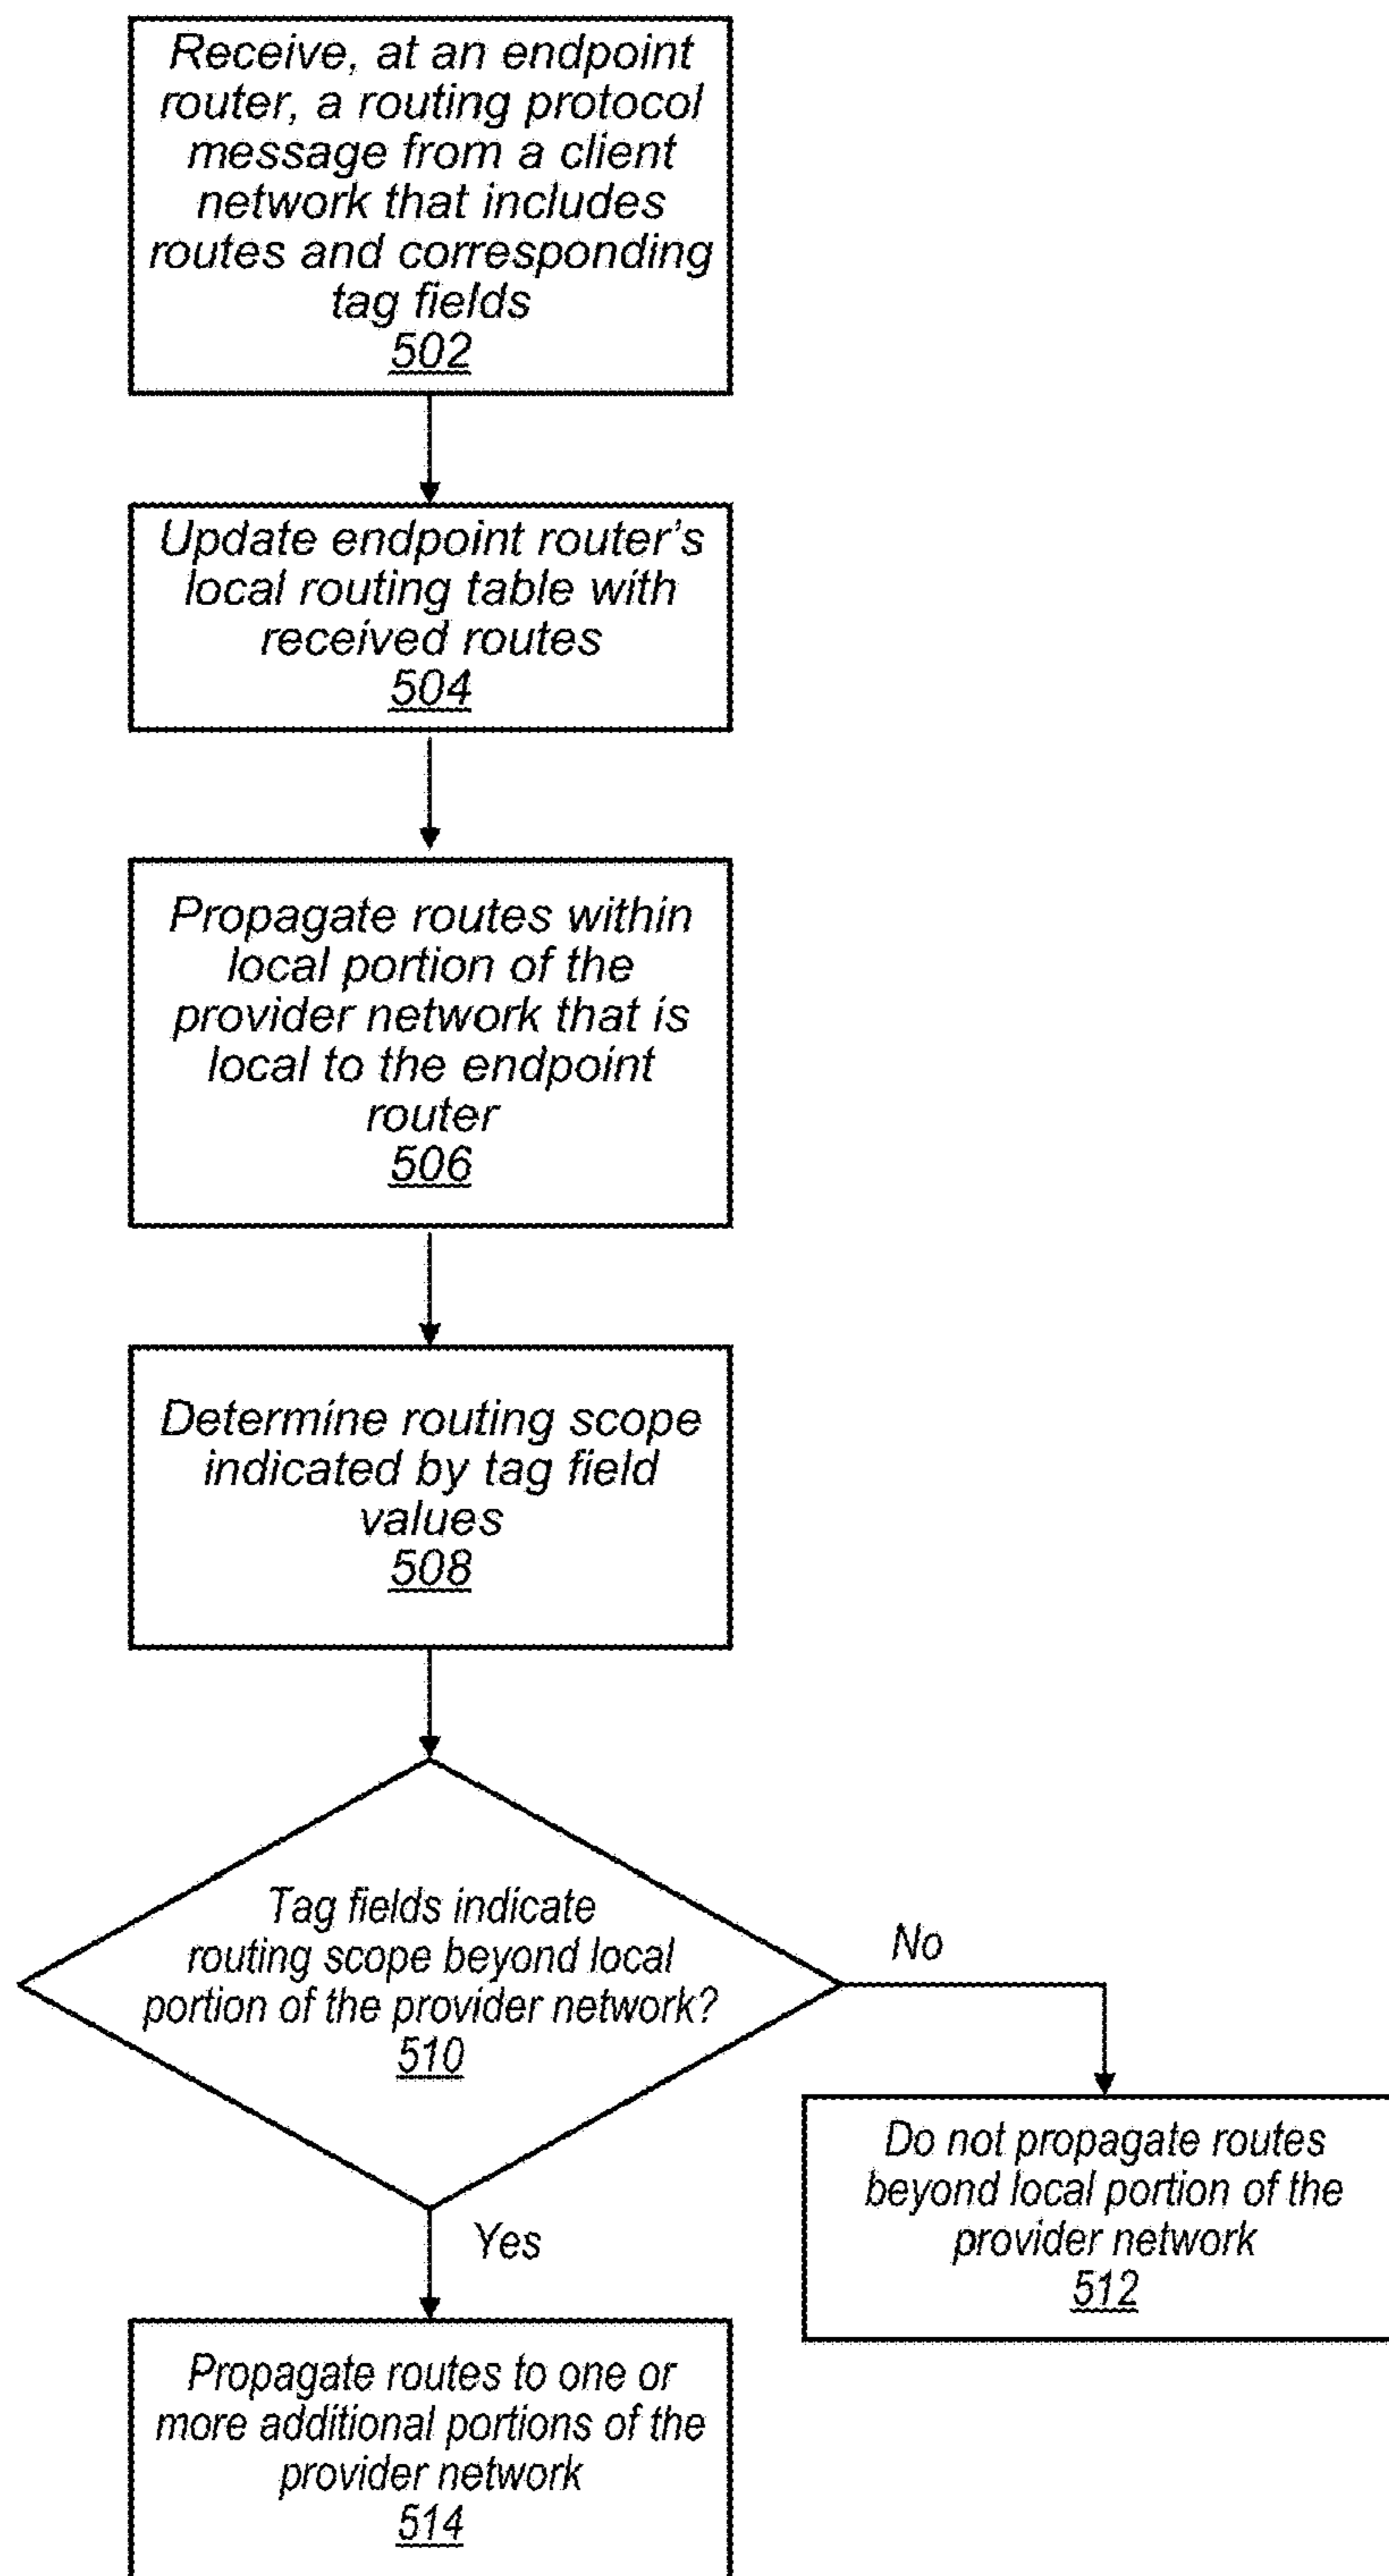 Receive, at an endpoint
router, a routing protocol
message from a client
network that includes
routes and corresponding
tag fields
502
Update endpoint router's
local routing table with
received routes
504
Propagate routes within
local portion of the
provider network that is
local to the endpoint
router
506
Determine routing scope
indicated by tag field
values
508
Tag fields indicate
routing scope beyond local
portion of the provider network?
510
No
Do not propagate routes
beyond local portion of the
provider network
512
Yes
Propagate routes to one or
more additional portions of the
provider network
514